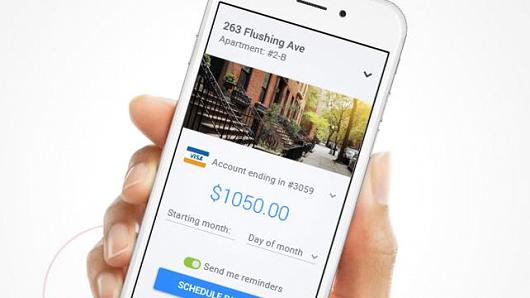 263 Flushing Ave
Apartment: #2-B
VISA
Account ending in #3059
$1050.00
Starting month:
Day of month
Send me reminders
SCHEDULE